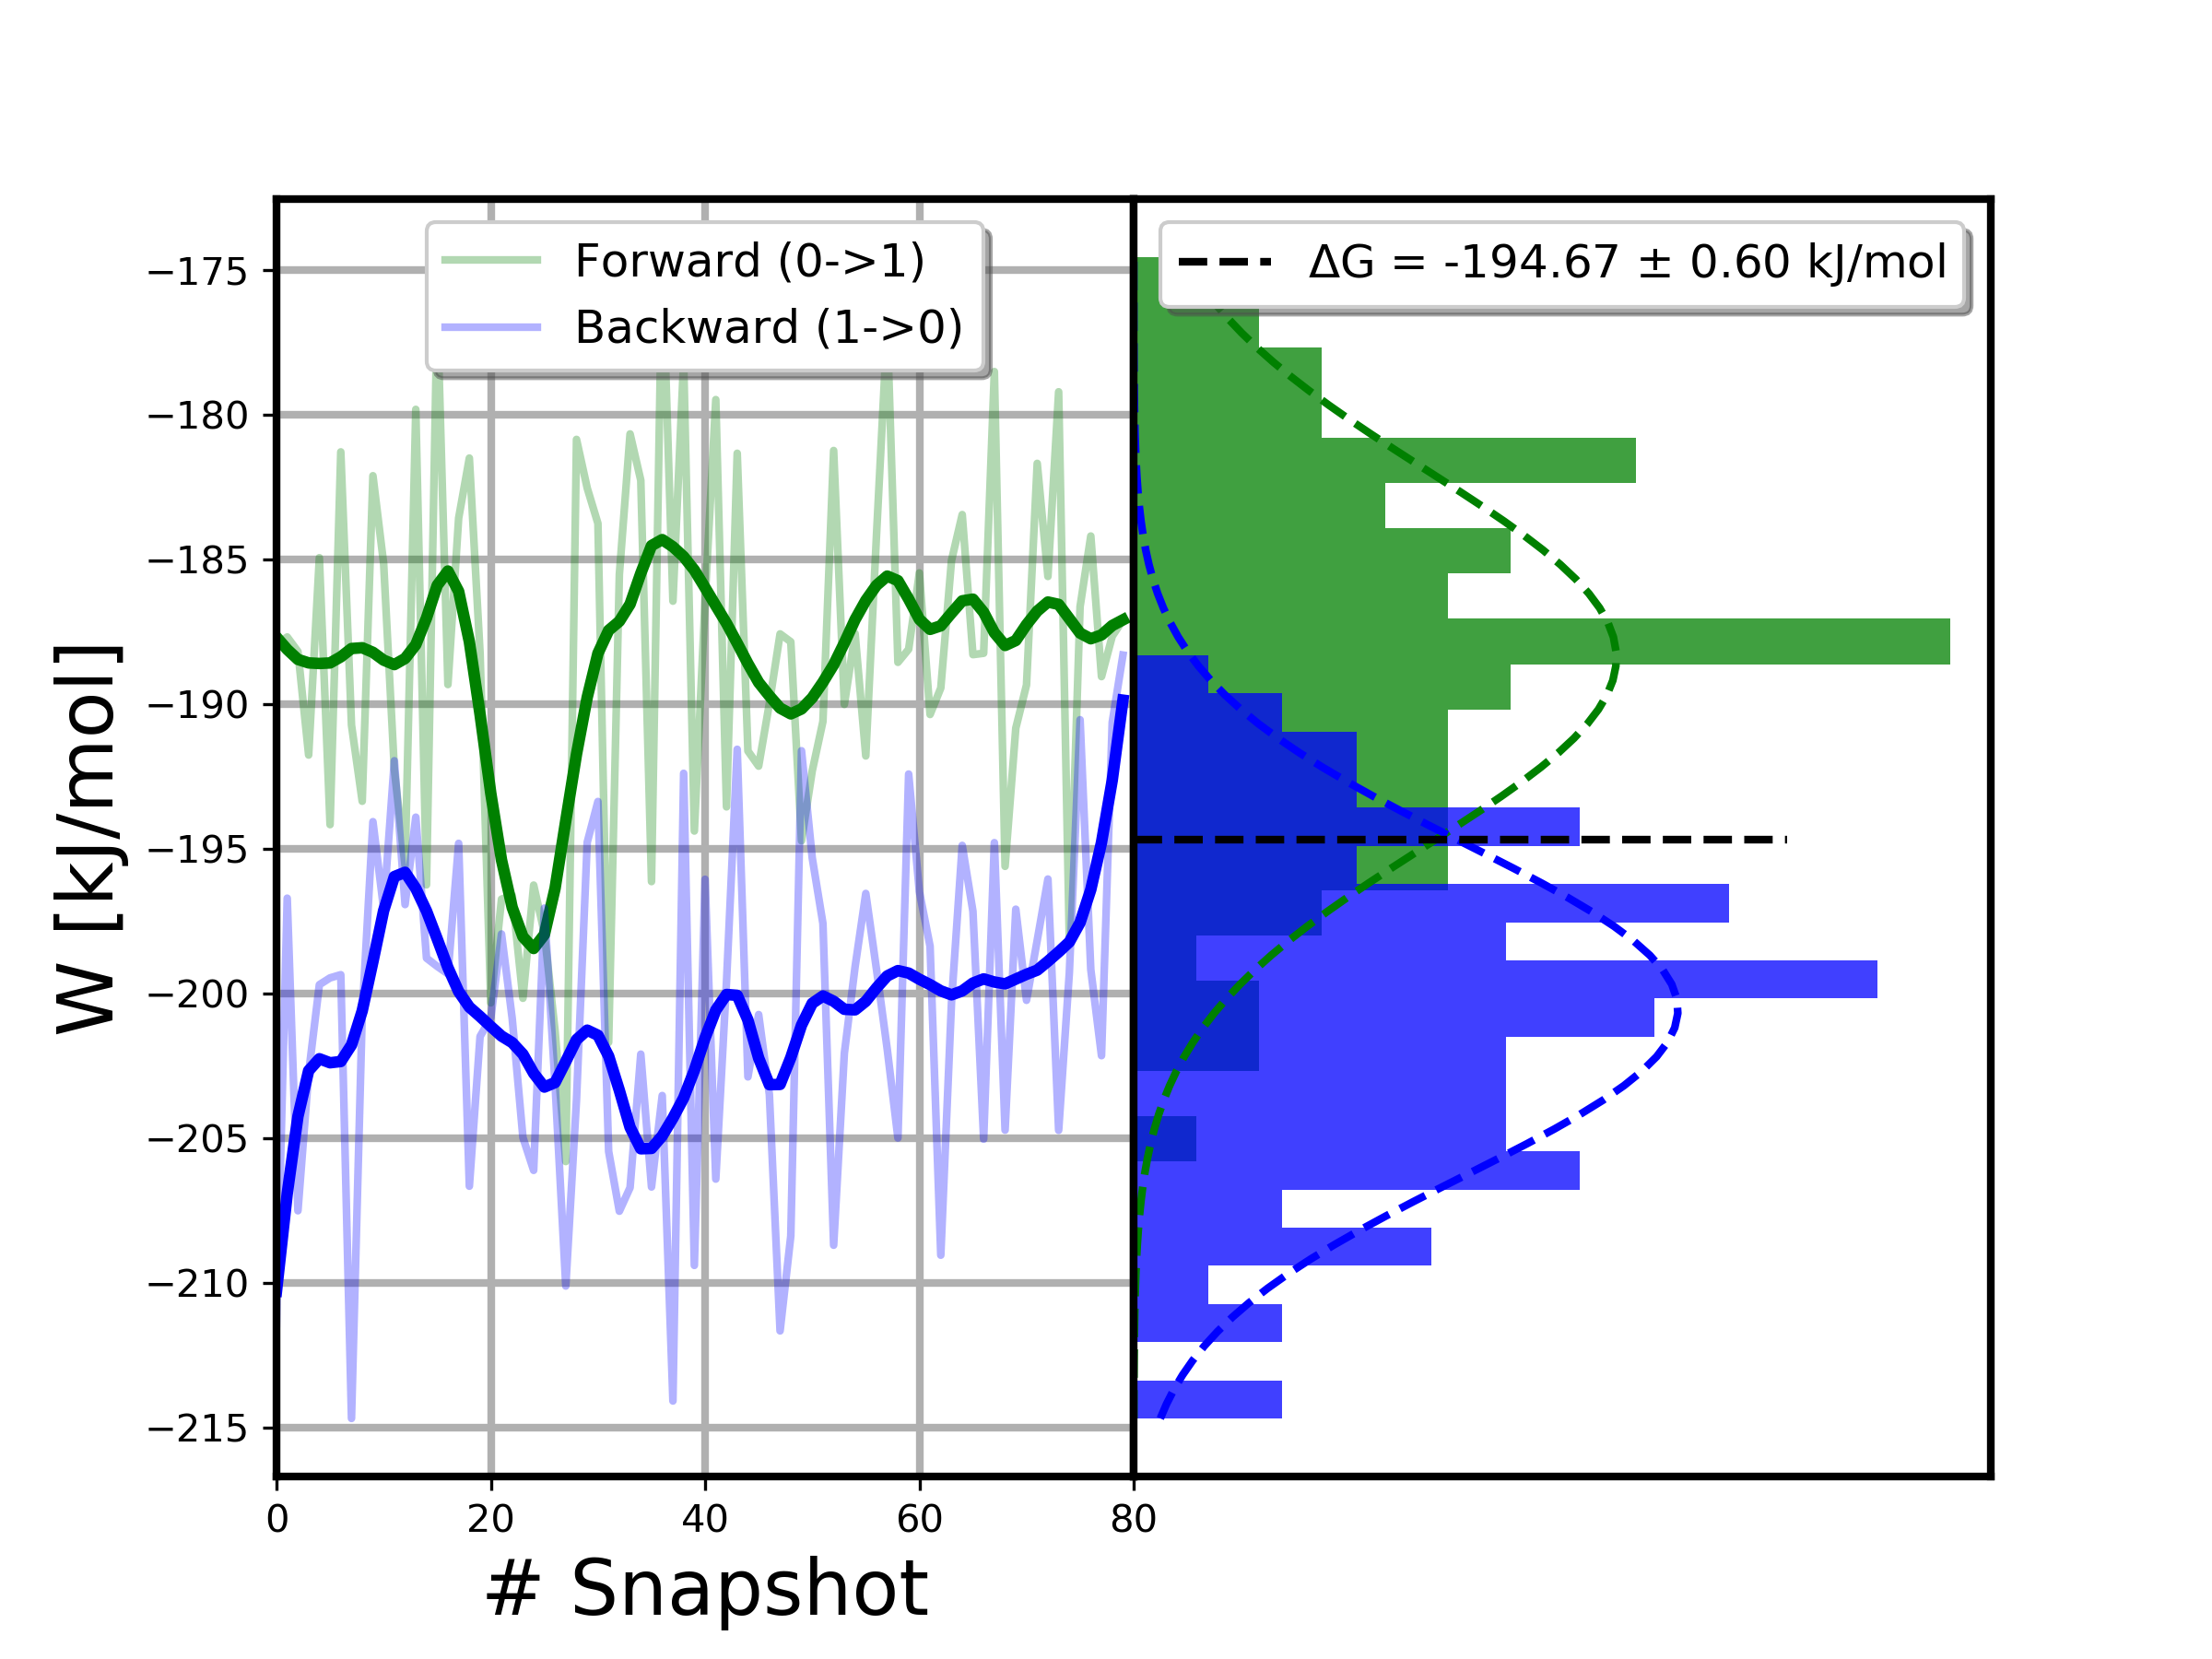 Forward (0->1)
Backward (1->0)
ΔG = -194.67 ± 0.60 kJ/mol
W [kJ/mol]
−175
−180
−185
−190
−195
−200
−205
−210
−215
0 20 40 60 80
# Snapshot